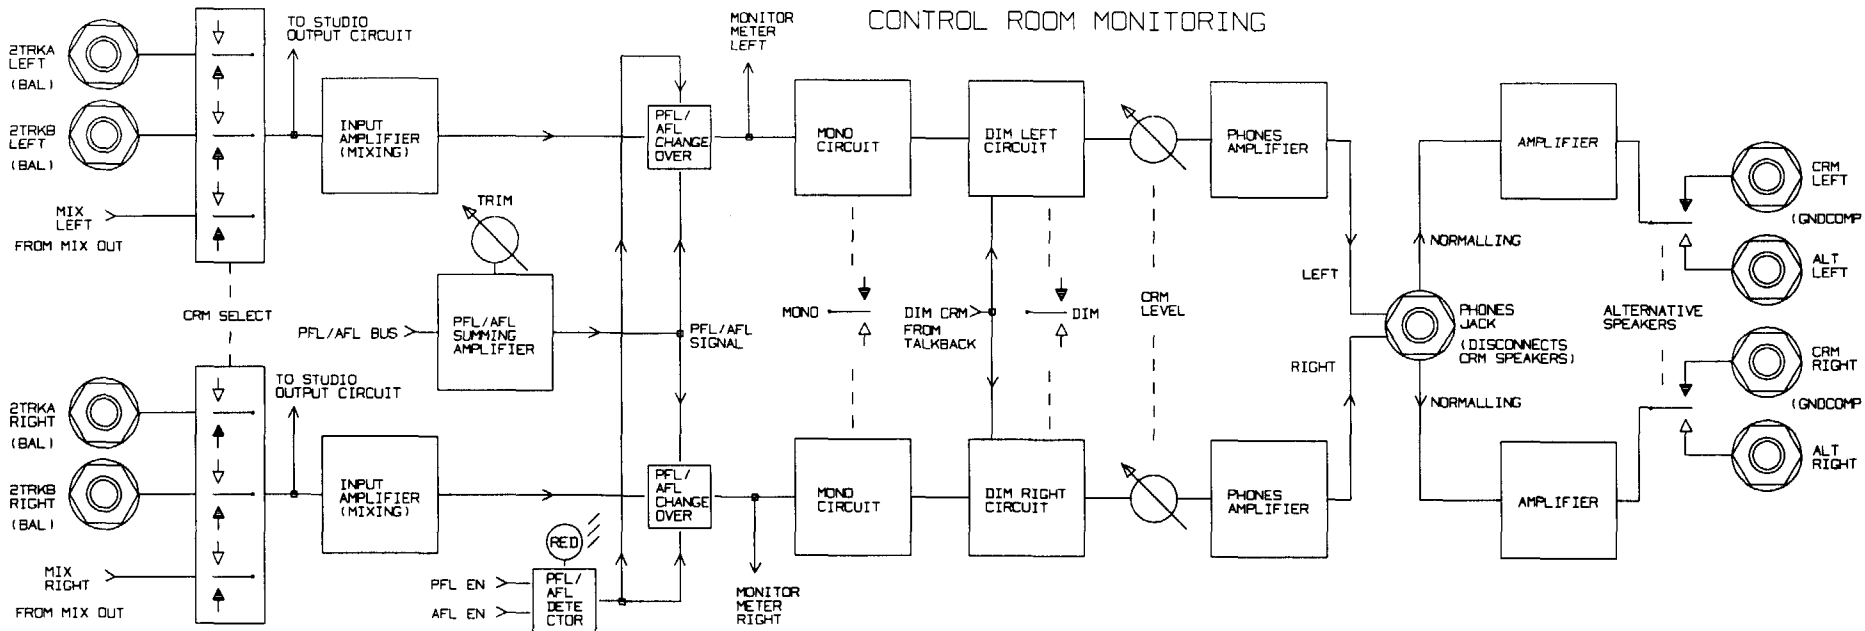 CONTROL ROOM MONITORING
2TRKA
LEFT
(BAL)
2TRKB
LEFT
(BAL)
MIX
LEFT
FROM MIX OUT
TO STUDIO
OUTPUT CIRCUIT
INPUT
AMPLIFIER
(MIXING)
TRIM
PFL/AFL BUS
PFL/AFL
SUMMING
AMPLIFIER
PFL/
AFL
CHANGE
OVER
PFL/AFL
SIGNAL
MONITOR
METER
LEFT
MONO
CIRCUIT
DIM LEFT
CIRCUIT
PHONES
AMPLIFIER
AMPLIFIER
CRM
LEFT
(GNDCOMP
ALT
LEFT
NORMALLING
LEFT
CRM SELECT
MONO
DIM CRM
FROM
TALKBACK
DIM
CRM
LEVEL
PHONES
JACK
(DISCONNECTS
CRM SPEAKERS)
ALTERNATIVE
SPEAKERS
RIGHT
NORMALLING
CRM
RIGHT
(GNDCOMP
ALT
RIGHT
2TRKA
RIGHT
(BAL)
2TRKB
RIGHT
(BAL)
MIX
RIGHT
FROM MIX OUT
TO STUDIO
OUTPUT CIRCUIT
INPUT
AMPLIFIER
(MIXING)
RED
PFL EN
AFL EN
PFL/
AFL
DETE
CTOR
PFL/
AFL
CHANGE
OVER
MONITOR
METER
RIGHT
MONO
CIRCUIT
DIM RIGHT
CIRCUIT
PHONES
AMPLIFIER
AMPLIFIER